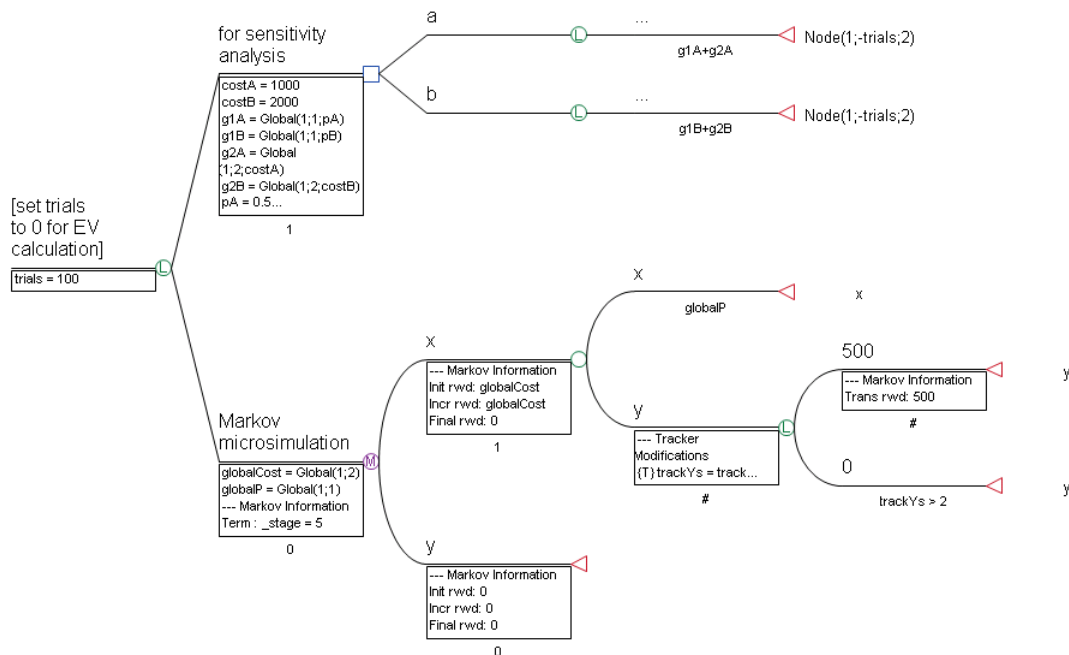 for sensitivity
analysis
costA = 1000
costB = 2000
g1A = Global(1;1;pA)
g1B = Global(1;1;pB)
g2A = Global
(1;2;costA)
g2B = Global(1;2;costB)
pA = 0.5...
1
a
L
...
g1A+g2A
Node(1;-trials;2)
b
L
...
g1B+g2B
Node(1;-trials;2)
[set trials
to 0 for EV
calculation]
trials = 100
L
Markov
microsimulation
M
globalCost = Global(1;2)
globalP = Global(1;1)
--- Markov Information
Term : _stage = 5
0
x
--- Markov Information
Init rwd: globalCost
Incr rwd: globalCost
Final rwd: 0
1
x
globalP
x
y
--- Tracker
Modifications
{T}trackYs = track...
#
L
500
--- Markov Information
Trans rwd: 500
#
y
0
trackYs > 2
y
y
--- Markov Information
Init rwd: 0
Incr rwd: 0
Final rwd: 0
0